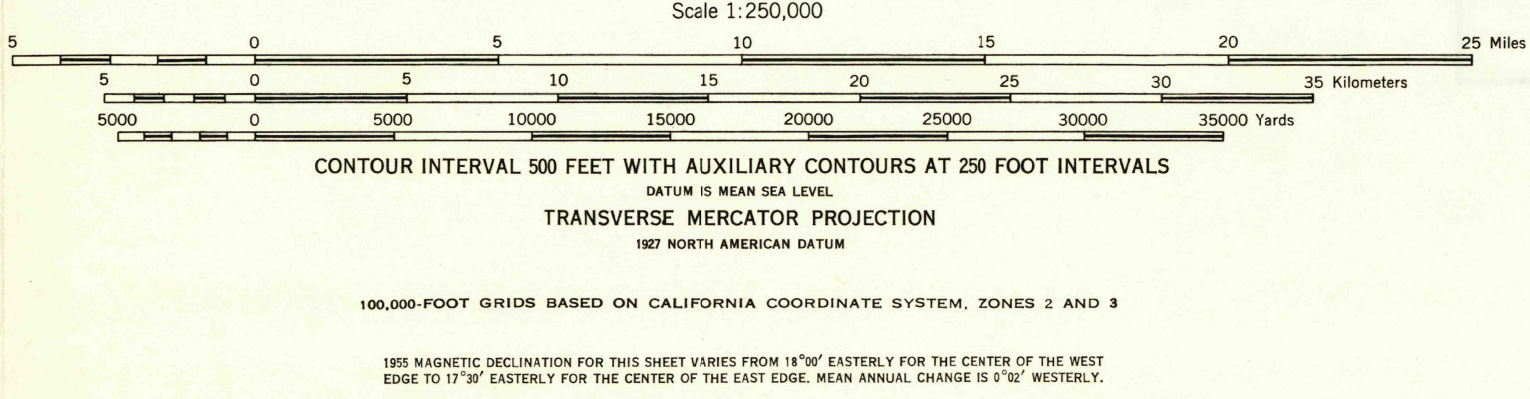 Scale 1:250,000
5 0 5 10 15 20 25 Miles
5 0 5 10 15 20 25 30 35 Kilometers
5000 0 5000 10000 15000 20000 25000 30000 35000 Yards
CONTOUR INTERVAL 500 FEET WITH AUXILIARY CONTOURS AT 250 FOOT INTERVALS
DATUM IS MEAN SEA LEVEL
TRANSVERSE MERCATOR PROJECTION
1927 NORTH AMERICAN DATUM
100,000-FOOT GRIDS BASED ON CALIFORNIA COORDINATE SYSTEM, ZONES 2 AND 3
1955 MAGNETIC DECLINATION FOR THIS SHEET VARIES FROM 18°00′ EASTERLY FOR THE CENTER OF THE WEST
EDGE TO 17°30′ EASTERLY FOR THE CENTER OF THE EAST EDGE. MEAN ANNUAL CHANGE IS 0°02′ WESTERLY.